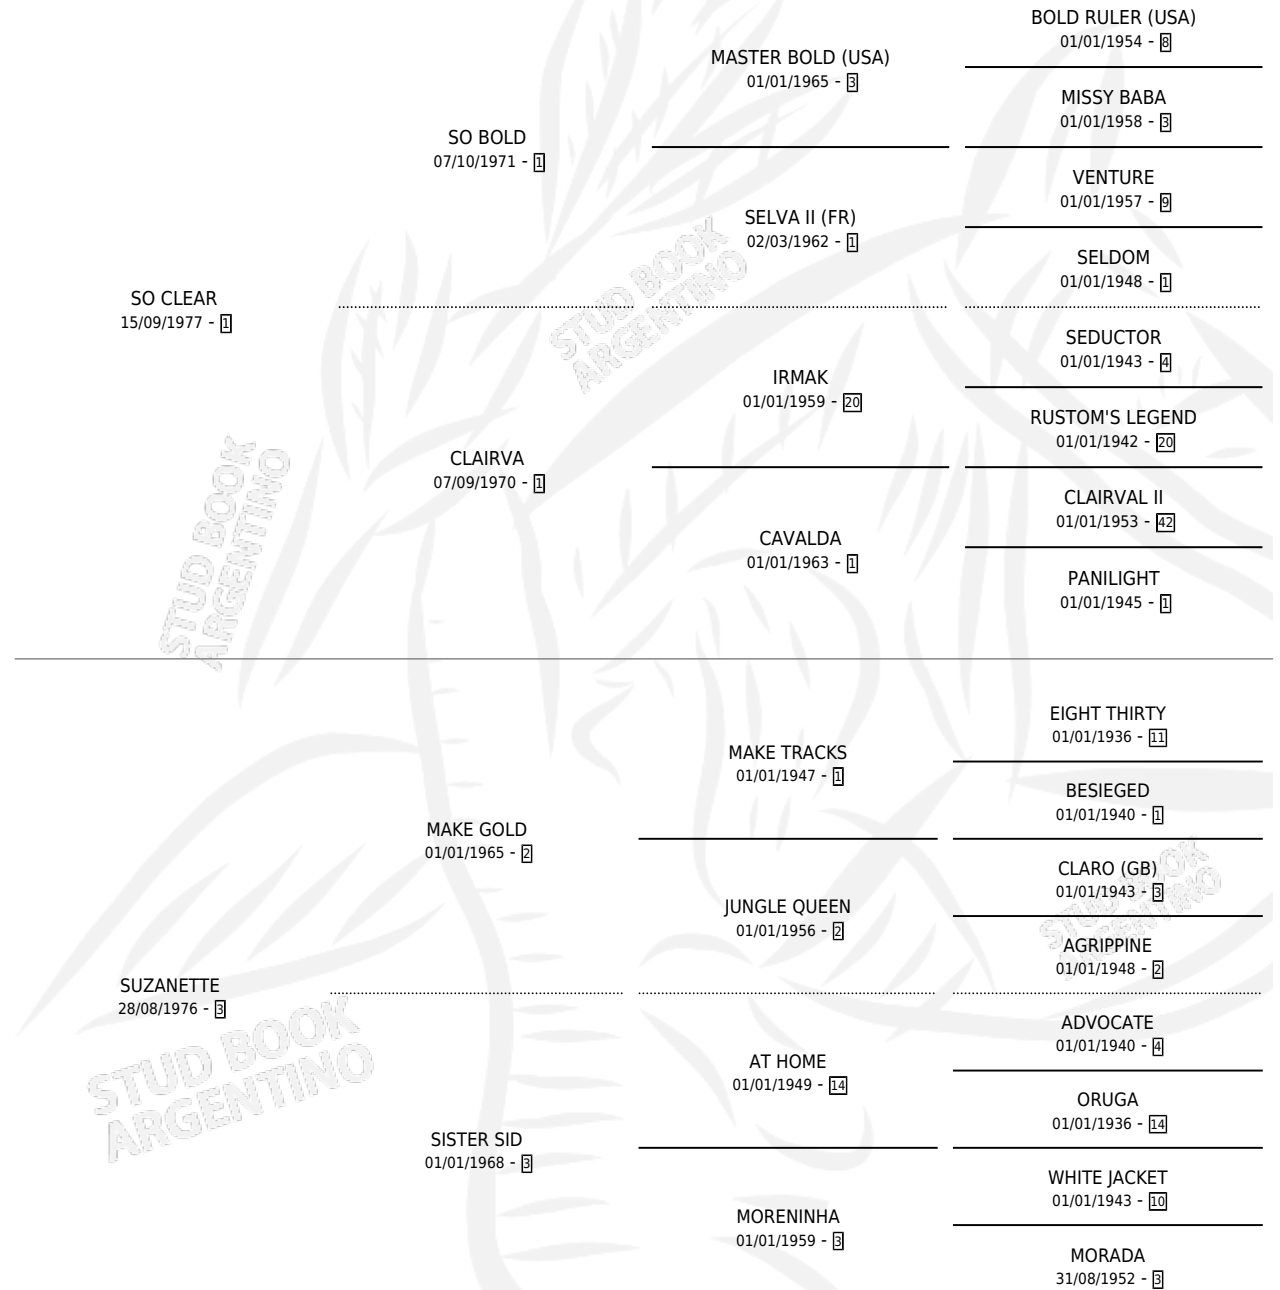 BOLD RULER (USA)
01/01/1954 - 8
MASTER BOLD (USA)
01/01/1965 - 3
MISSY BABA
01/01/1958 - 3
SO BOLD
07/10/1971 - 1
VENTURE
01/01/1957 - 9
SELVA II (FR)
02/03/1962 - 1
SELDOM
01/01/1948 - 1
SO CLEAR
15/09/1977 - 1
SEDUCTOR
01/01/1943 - 4
IRMAK
01/01/1959 - 20
RUSTOM'S LEGEND
01/01/1942 - 20
CLAIRVA
07/09/1970 - 1
CLAIRVAL II
01/01/1953 - 42
CAVALDA
01/01/1963 - 1
PANILIGHT
01/01/1945 - 1
STUD BOOK
ARGENTINO
STUD BOOK
ARGENTINO
EIGHT THIRTY
01/01/1936 - 11
MAKE TRACKS
01/01/1947 - 1
BESIEGED
01/01/1940 - 1
MAKE GOLD
01/01/1965 - 2
CLARO (GB)
01/01/1943 - 3
JUNGLE QUEEN
01/01/1956 - 2
AGRIPPINE
01/01/1948 - 2
STUD BOOK
ARGENTINO
SUZANETTE
28/08/1976 - 3
ADVOCATE
01/01/1940 - 4
AT HOME
01/01/1949 - 14
ORUGA
01/01/1936 - 14
SISTER SID
01/01/1968 - 3
WHITE JACKET
01/01/1943 - 10
MORENINHA
01/01/1959 - 3
MORADA
31/08/1952 - 3
STUD BOOK
ARGENTINO